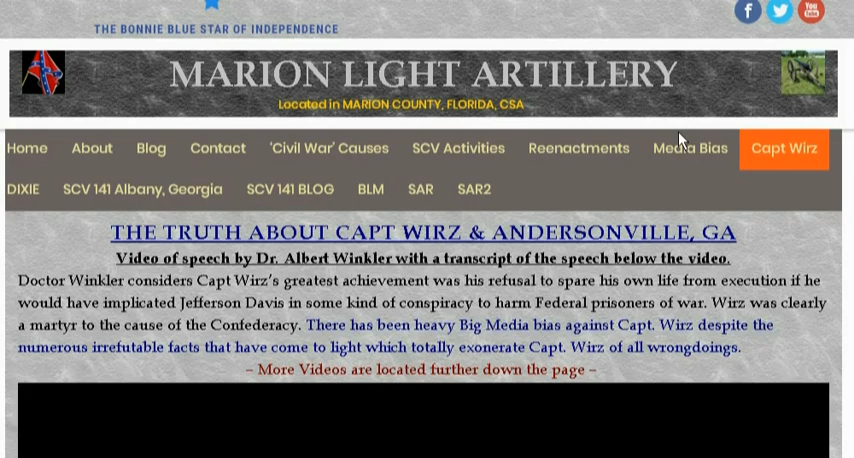 THE BONNIE BLUE STAR OF INDEPENDENCE
You
Tube
MARION LIGHT ARTILLERY
Located in MARION COUNTY, FLORIDA, CSA
Home About Blog Contact 'Civil War' Causes SCV Activities Reenactments Media Bias Capt Wirz
DIXIE SCV 141 Albany, Georgia SCV 141 BLOG BLM SAR SAR2
THE TRUTH ABOUT CAPT WIRZ & ANDERSONVILLE, GA
Video of speech by Dr. Albert Winkler with a transcript of the speech below the video.
Doctor Winkler considers Capt Wirz's greatest achievement was his refusal to spare his own life from execution if he
would have implicated Jefferson Davis in some kind of conspiracy to harm Federal prisoners of war. Wirz was clearly
a martyr to the cause of the Confederacy. There has been heavy Big Media bias against Capt. Wirz despite the
numerous irrefutable facts that have come to light which totally exonerate Capt. Wirz of all wrongdoings.
– More Videos are located further down the page –